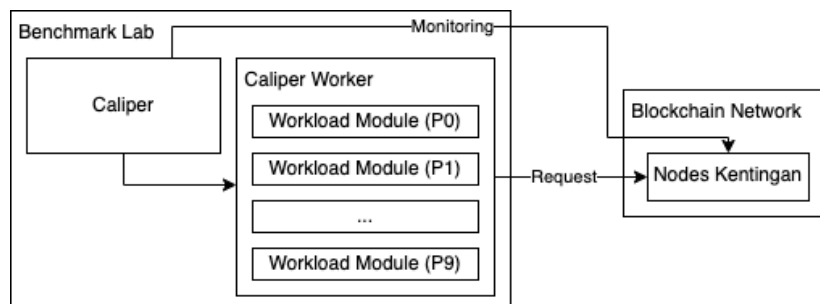 Benchmark Lab
Monitoring
Caliper
Caliper Worker
Workload Module (P0)
Workload Module (P1)
...
Workload Module (P9)
Request
Blockchain Network
Nodes Kentingan